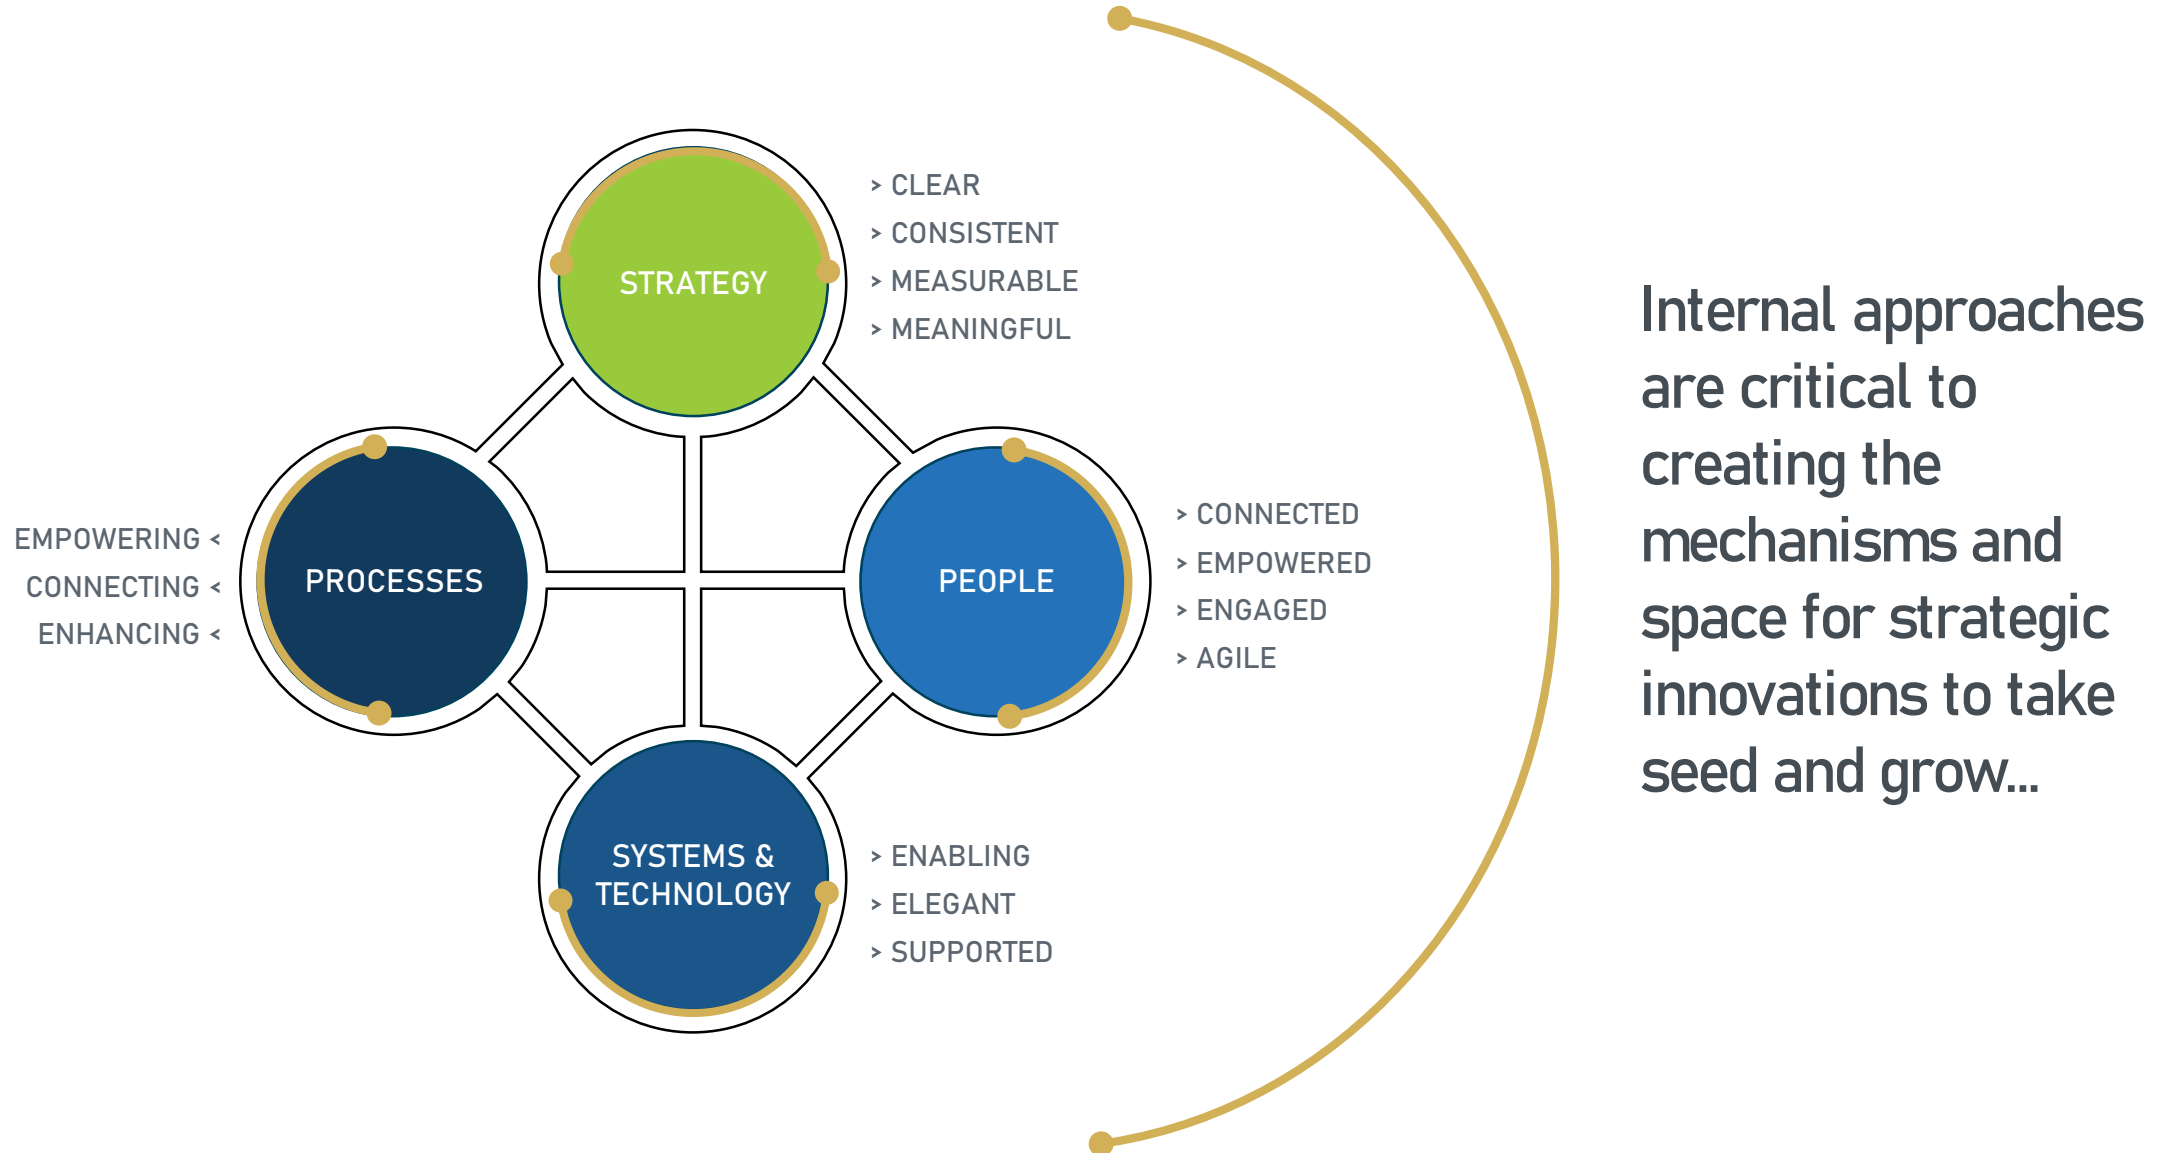 STRATEGY
> CLEAR
> CONSISTENT
> MEASURABLE
> MEANINGFUL
EMPOWERING <
CONNECTING <
ENHANCING <
PROCESSES
PEOPLE
> CONNECTED
> EMPOWERED
> ENGAGED
> AGILE
SYSTEMS &
TECHNOLOGY
> ENABLING
> ELEGANT
> SUPPORTED
Internal approaches
are critical to
creating the
mechanisms and
space for strategic
innovations to take
seed and grow...